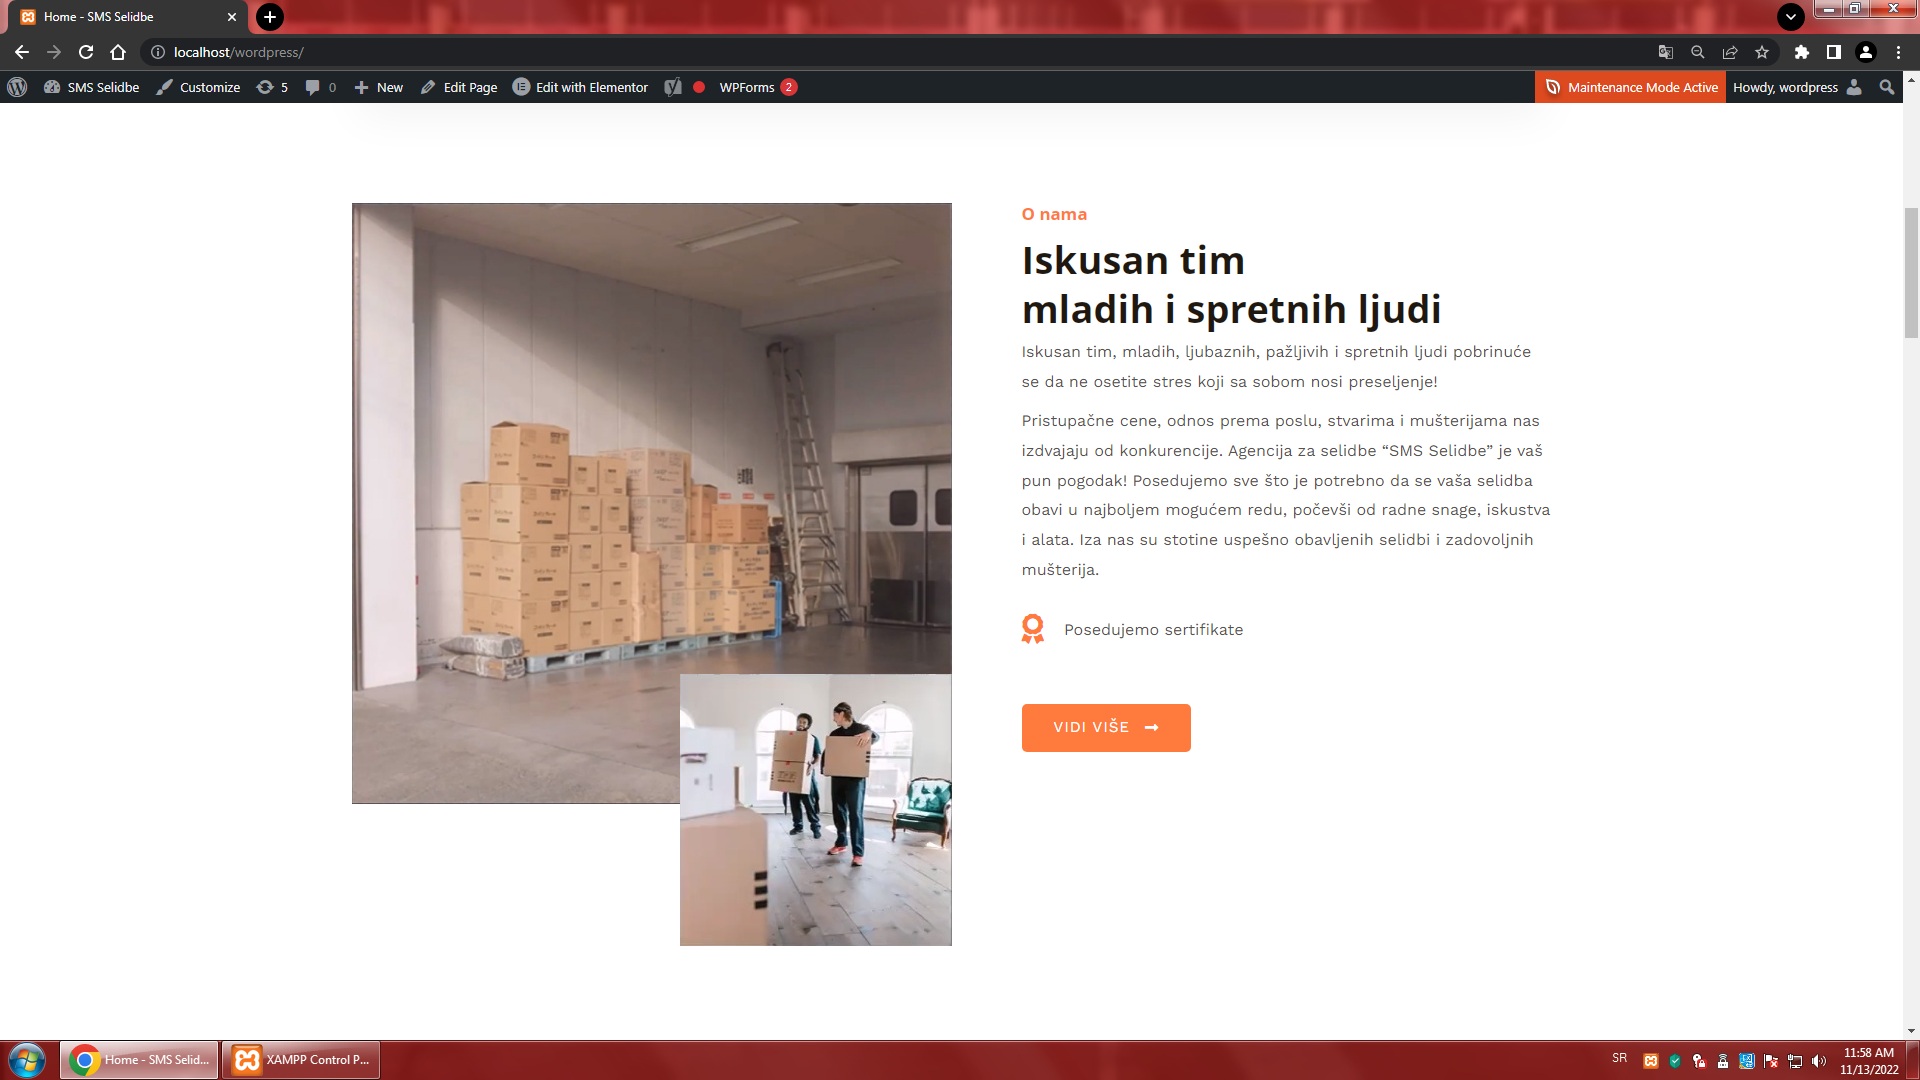 Home - SMS Selidbe
localhost/wordpress/
SMS Selidbe
Customize
5
0
New
Edit Page
Edit with Elementor
WPForms 2
Maintenance Mode Active
Howdy, wordpress
O nama
Iskusan tim
mladih i spretnih ljudi
Iskusan tim, mladih, ljubaznih, pažljivih i spretnih ljudi pobrinuće
se da ne osetite stres koji sa sobom nosi preseljenje!
Pristupačne cene, odnos prema poslu, stvarima i mušterijama nas
izdvajaju od konkurencije. Agencija za selidbe “SMS Selidbe” je vaš
pun pogodak! Posedujemo sve što je potrebno da se vaša selidba
obavi u najboljem mogućem redu, počevši od radne snage, iskustva
i alata. Iza nas su stotine uspešno obavljenih selidbi i zadovoljnih
mušterija.
Posedujemo sertifikate
VIDI VIŠE
Home - SMS Selid...
XAMPP Control P...
SR
11:58 AM
11/13/2022